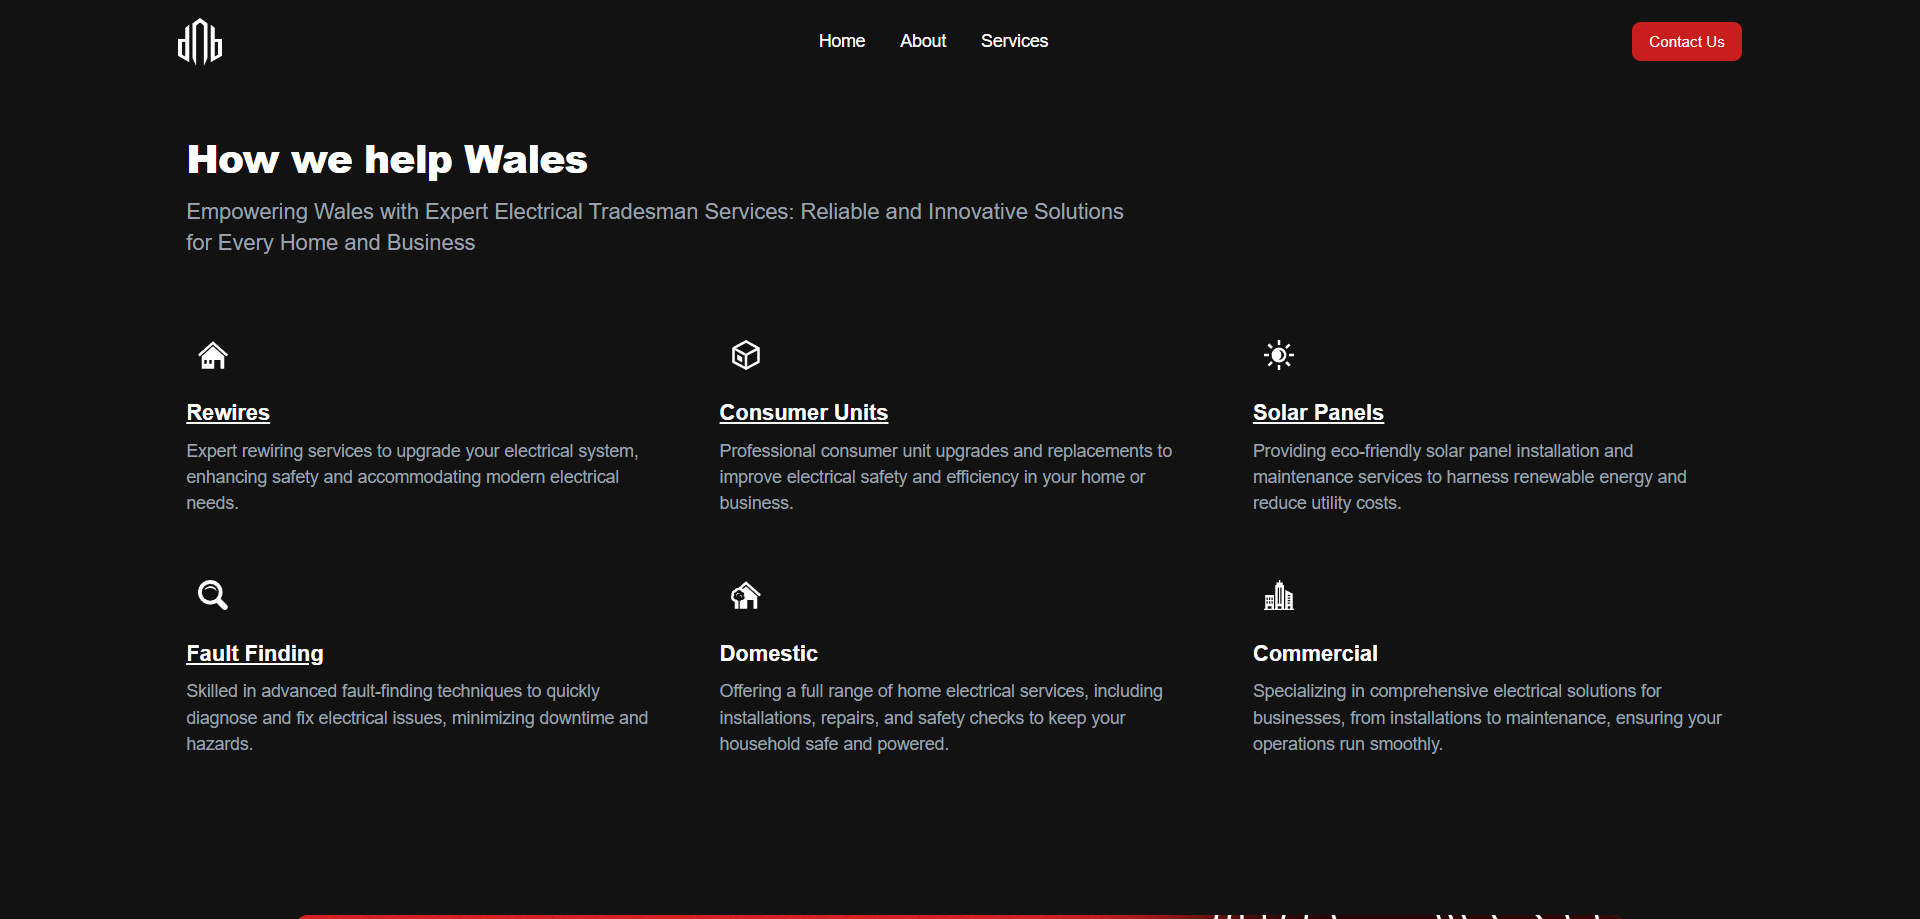 Home About Services
Contact Us
How we help Wales
Empowering Wales with Expert Electrical Tradesman Services: Reliable and Innovative Solutions
for Every Home and Business
Rewires
Expert rewiring services to upgrade your electrical system,
enhancing safety and accommodating modern electrical
needs.
Consumer Units
Professional consumer unit upgrades and replacements to
improve electrical safety and efficiency in your home or
business.
Solar Panels
Providing eco-friendly solar panel installation and
maintenance services to harness renewable energy and
reduce utility costs.
Fault Finding
Skilled in advanced fault-finding techniques to quickly
diagnose and fix electrical issues, minimizing downtime and
hazards.
Domestic
Offering a full range of home electrical services, including
installations, repairs, and safety checks to keep your
household safe and powered.
Commercial
Specializing in comprehensive electrical solutions for
businesses, from installations to maintenance, ensuring your
operations run smoothly.